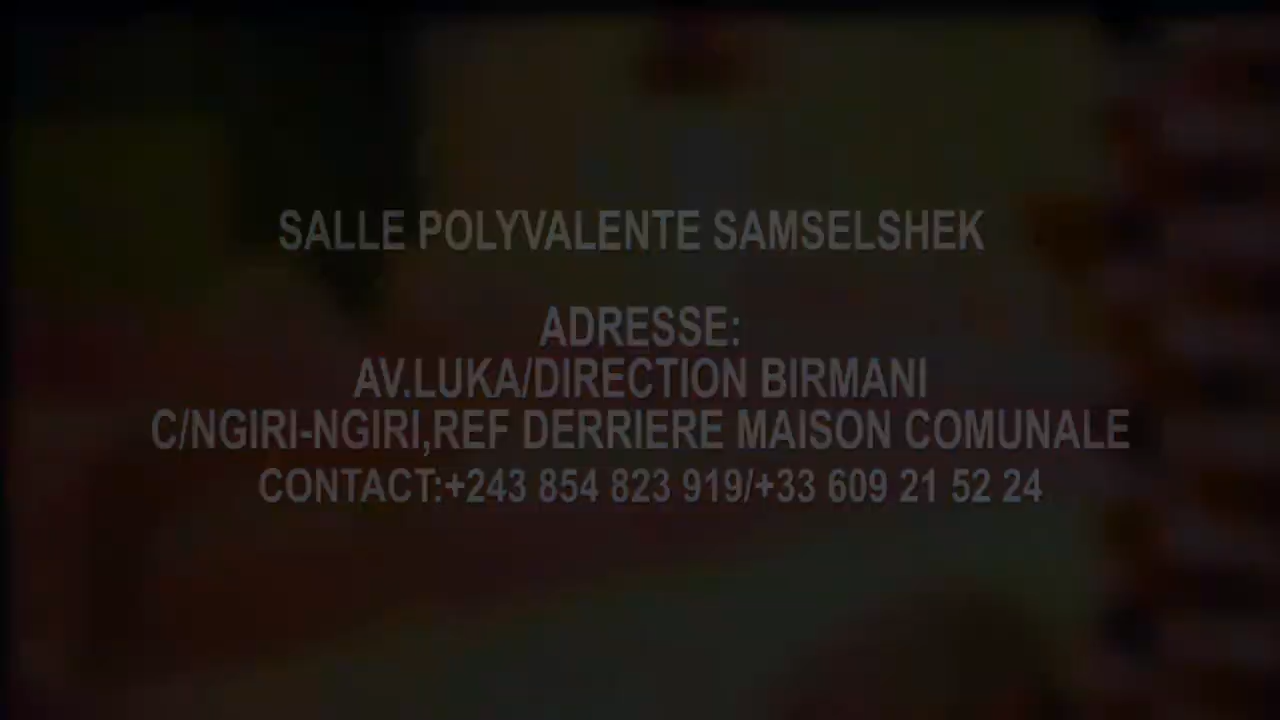 SALLE POLYVALENTE SAMSELSHEK
ADRESSE:
AV.LUKA/DIRECTION BIRMANI
C/NGIRI-NGIRI,REF DERRIERE MAISON COMUNALE
CONTACT:+243 854 823 919/+33 609 21 52 24